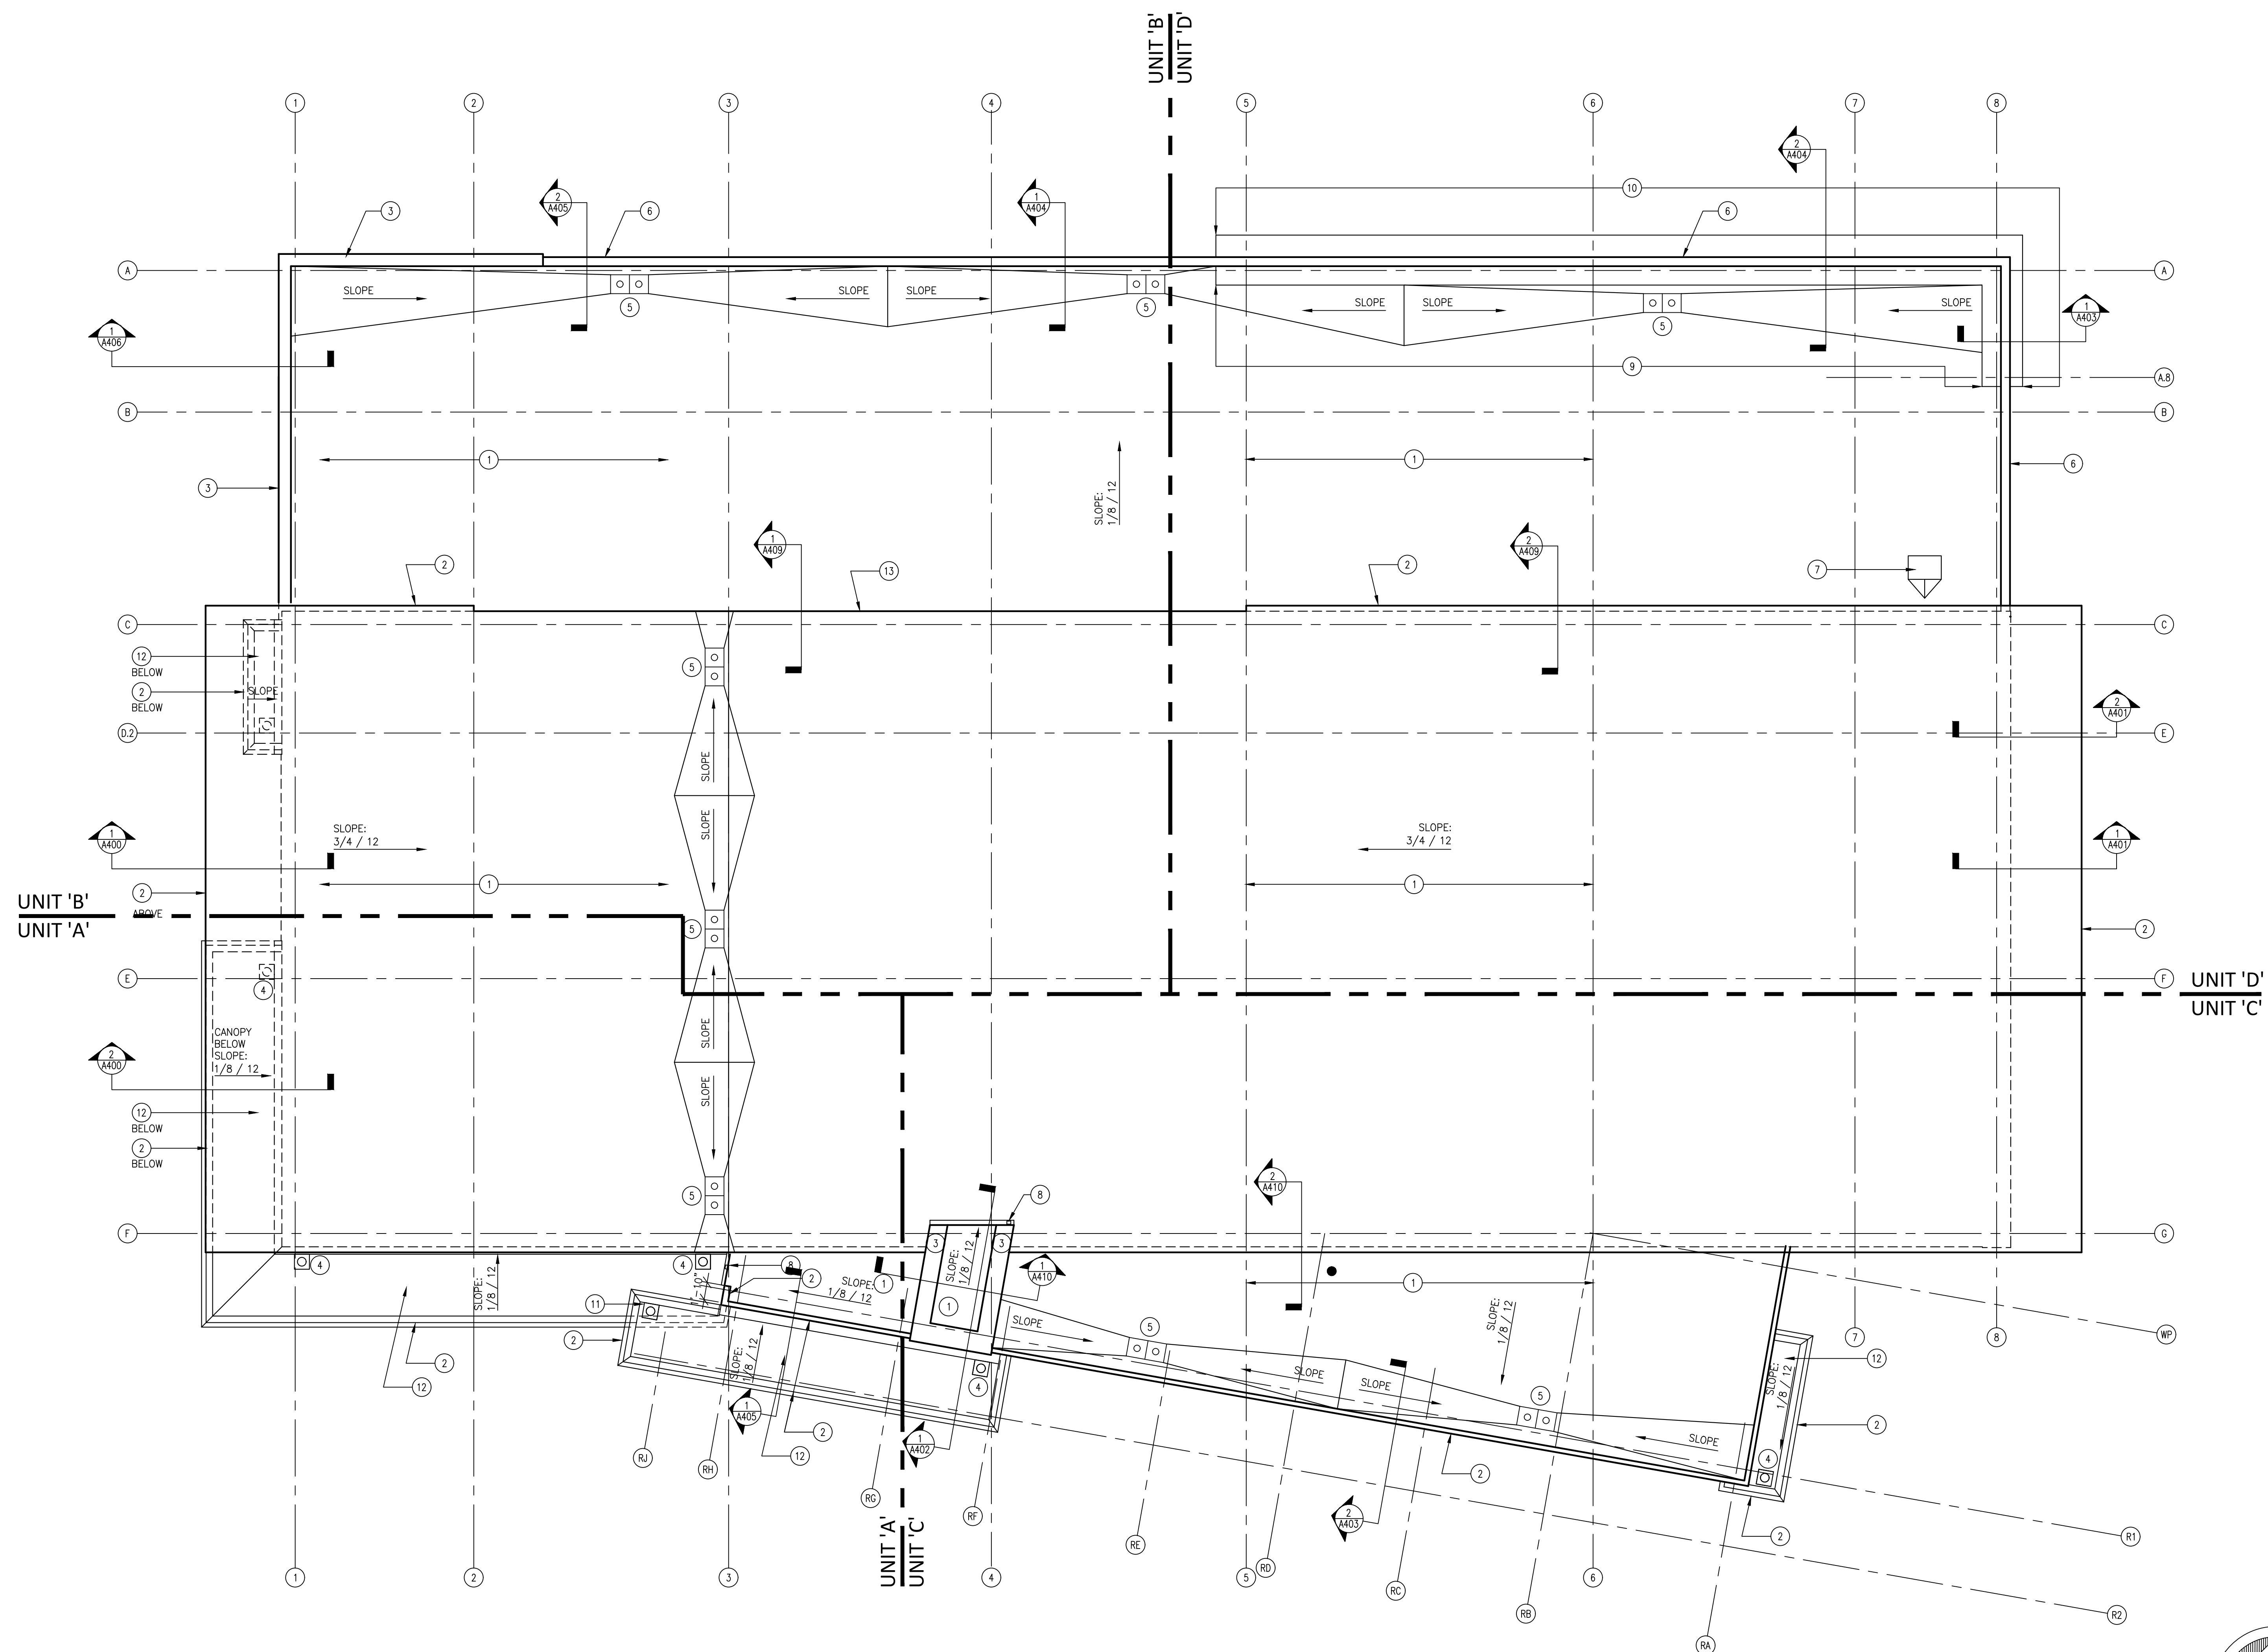 UNIT 'B'
UNIT 'D'
1
2
3
4
5
6
7
8
2
A404
10
2
A405
1
A404
3
6
6
A
A
SLOPE
SLOPE
SLOPE
SLOPE
SLOPE
SLOPE
5
5
5
1
A403
1
A406
9
A.8
B
B
1
1
6
3
SLOPE:
1/8 / 12
1
A409
2
A409
2
13
2
7
C
C
12
BELOW
2
BELOW
SLOPE
5
2
A401
D.2
E
SLOPE
SLOPE
SLOPE:
3/4 / 12
SLOPE:
3/4 / 12
1
A400
1
A401
2
ABOVE
1
1
UNIT 'B'
UNIT 'A'
5
2
E
F
4
UNIT 'D'
UNIT 'C'
CANOPY
BELOW
SLOPE:
1/8 / 12
SLOPE
SLOPE
2
A400
12
BELOW
2
BELOW
5
2
A410
8
F
G
3
3
SLOPE:
1/8 / 12
4
4
8
2
1'-10"
SLOPE:
1/8 / 12
1
1
A410
1
SLOPE:
1/8 / 12
1
11
SLOPE
5
SLOPE:
1/8 / 12
WP
7
8
2
SLOPE:
1/8 / 12
2
12
4
SLOPE
SLOPE
5
SLOPE:
1/8 / 12
12
2
1
A405
2
12
1
A402
SLOPE
4
2
RJ
RH
RG
RF
2
A403
2
RE
R1
UNIT 'A'
UNIT 'C'
1
2
3
4
5
RD
RC
6
RB
RA
R2